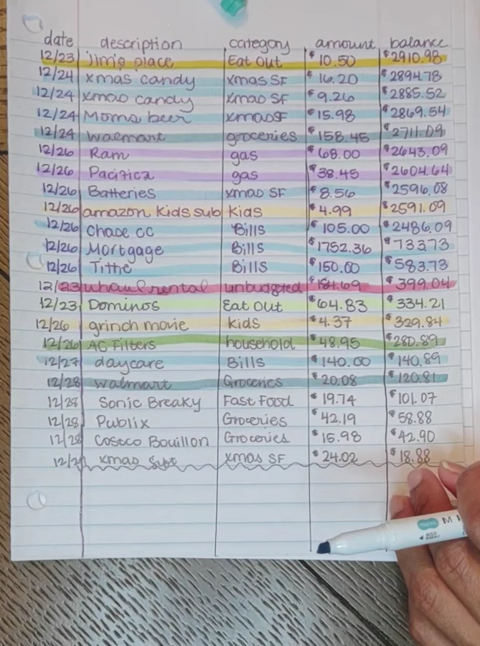 date description category amount balance
12/23 Jim's place Eat Out $10.50 $2910.98
12/24 xmas candy xmas SF $16.20 $2894.78
12/24 xmas candy xmas SF $9.26 $2885.52
12/24 Moms beer xmas SF $15.98 $2869.54
12/24 walmart groceries $158.45 $2711.09
12/26 Ram gas $68.00 $2643.09
12/26 Pacifica gas $38.45 $2604.64
12/26 Batteries xmas SF $8.56 $2596.08
12/26 amazon Kids sub Kids $4.99 $2591.09
12/26 Chase CC Bills $105.00 $2486.09
12/26 Mortgage Bills $1752.36 $733.73
12/26 Tithe Bills $150.00 $583.73
12/23 uhaul rental unbudgeted $184.69 $399.04
12/23 Dominos Eat Out $64.83 $334.21
12/26 grinch movie Kids $4.37 $329.84
12/26 AC Filters household $48.95 $280.89
12/27 daycare Bills $140.00 $140.89
12/28 walmart Groceries $20.08 $120.81
12/28 Sonic Breaky Fast Food $19.74 $101.07
12/28 Publix Groceries $42.19 $58.88
12/28 Costco Bouillon Groceries $15.98 $42.90
xmas xmas SF $24.02 $18.88